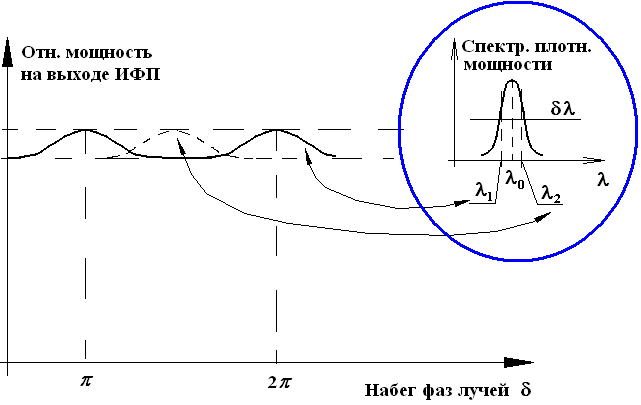 Отн. мощность
на выходе ИФП
Спектр. плотн.
мощности
δλ
λ1
λ0
λ2
λ
π
2π
Набег фаз лучей δ